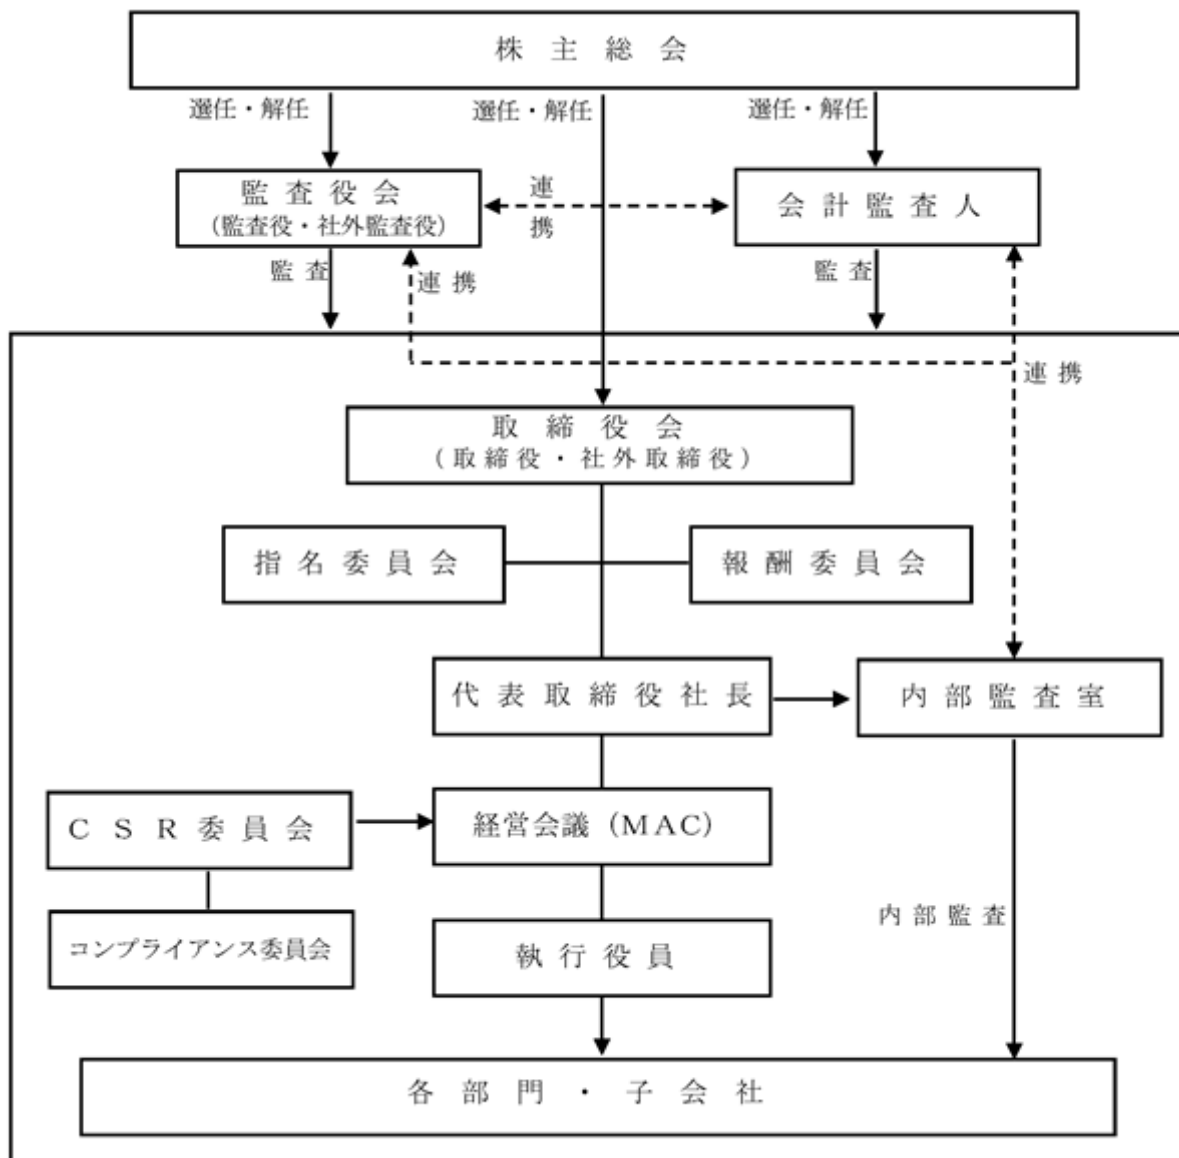 株主総会
選任・解任
選任・解任
選任・解任
監査役会
(監査役・社外監査役)
連
携
会計監査人
監査
連携
監査
連携
取締役会
(取締役・社外取締役)
指名委員会
報酬委員会
代表取締役社長
内部監査室
CSR委員会
経営会議(MAC)
コンプライアンス委員会
執行役員
内部監査
各部門・子会社